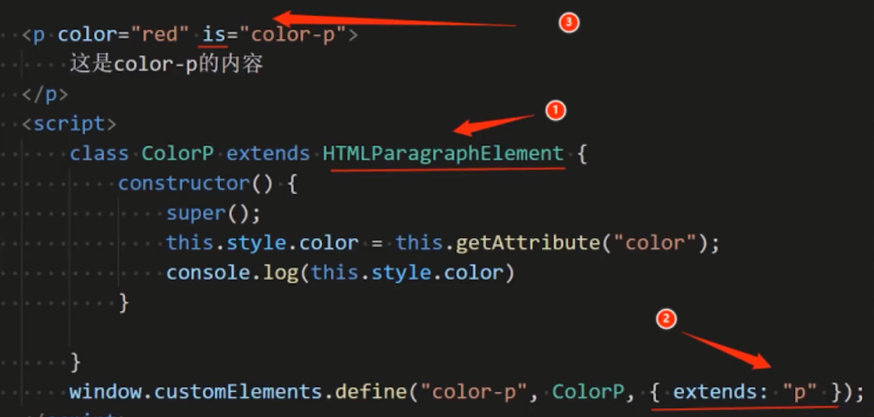 <p color="red" is="color-p">
这是color-p的内容
</p>
<script>
class ColorP extends HTMLParagraphElement {
constructor() {
super();
this.style.color = this.getAttribute("color");
console.log(this.style.color)
}
}
window.customElements.define("color-p", ColorP, { extends: "p" });
3
1
2